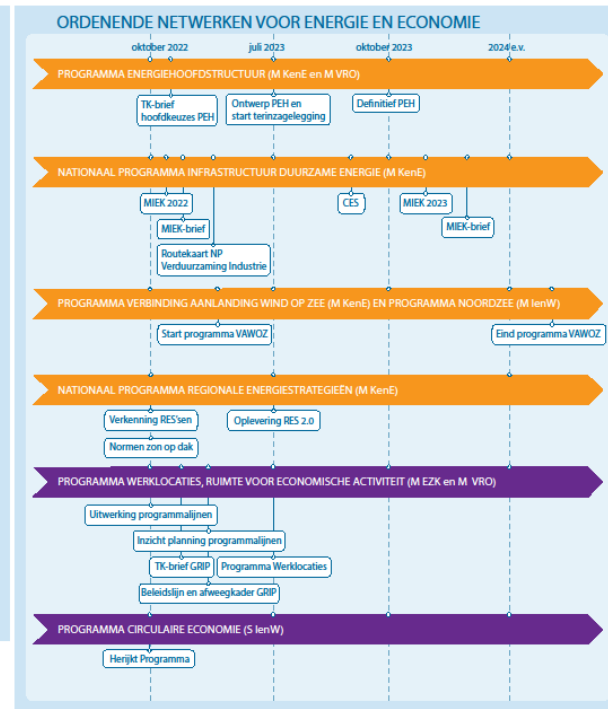 ORDENENDE NETWERKEN VOOR ENERGIE EN ECONOMIE
oktober 2022
juli 2023
oktober 2023
2024 e.v.
PROGRAMMA ENERGIEHOOFDSTRUCTUUR (M KenE en M VRO)
TK-brief
hoofdkeuzes PEH
Ontwerp PEH en
start terinzagelegging
Definitief PEH
NATIONAAL PROGRAMMA INFRASTRUCTUUR DUURZAME ENERGIE (M KenE)
MIEK 2022
CES
MIEK 2023
MIEK-brief
MIEK-brief
Routekaart NP
Verduurzaming Industrie
PROGRAMMA VERBINDING AANLANDING WIND OP ZEE (M KenE) EN PROGRAMMA NOORDZEE (M IenW)
Start programma VAWOZ
Eind programma VAWOZ
NATIONAAL PROGRAMMA REGIONALE ENERGIESTRATEGIEËN (M KenE)
Verkenning RES'sen
Oplevering RES 2.0
Normen zon op dak
PROGRAMMA WERKLOCATIES, RUIMTE VOOR ECONOMISCHE ACTIVITEIT (M EZK en M VRO)
Uitwerking programmalijnen
Inzicht planning programmalijnen
TK-brief GRIP
Programma Werklocaties
Beleidslijn en afweegkader GRIP
PROGRAMMA CIRCULAIRE ECONOMIE (S IenW)
Herijkt Programma